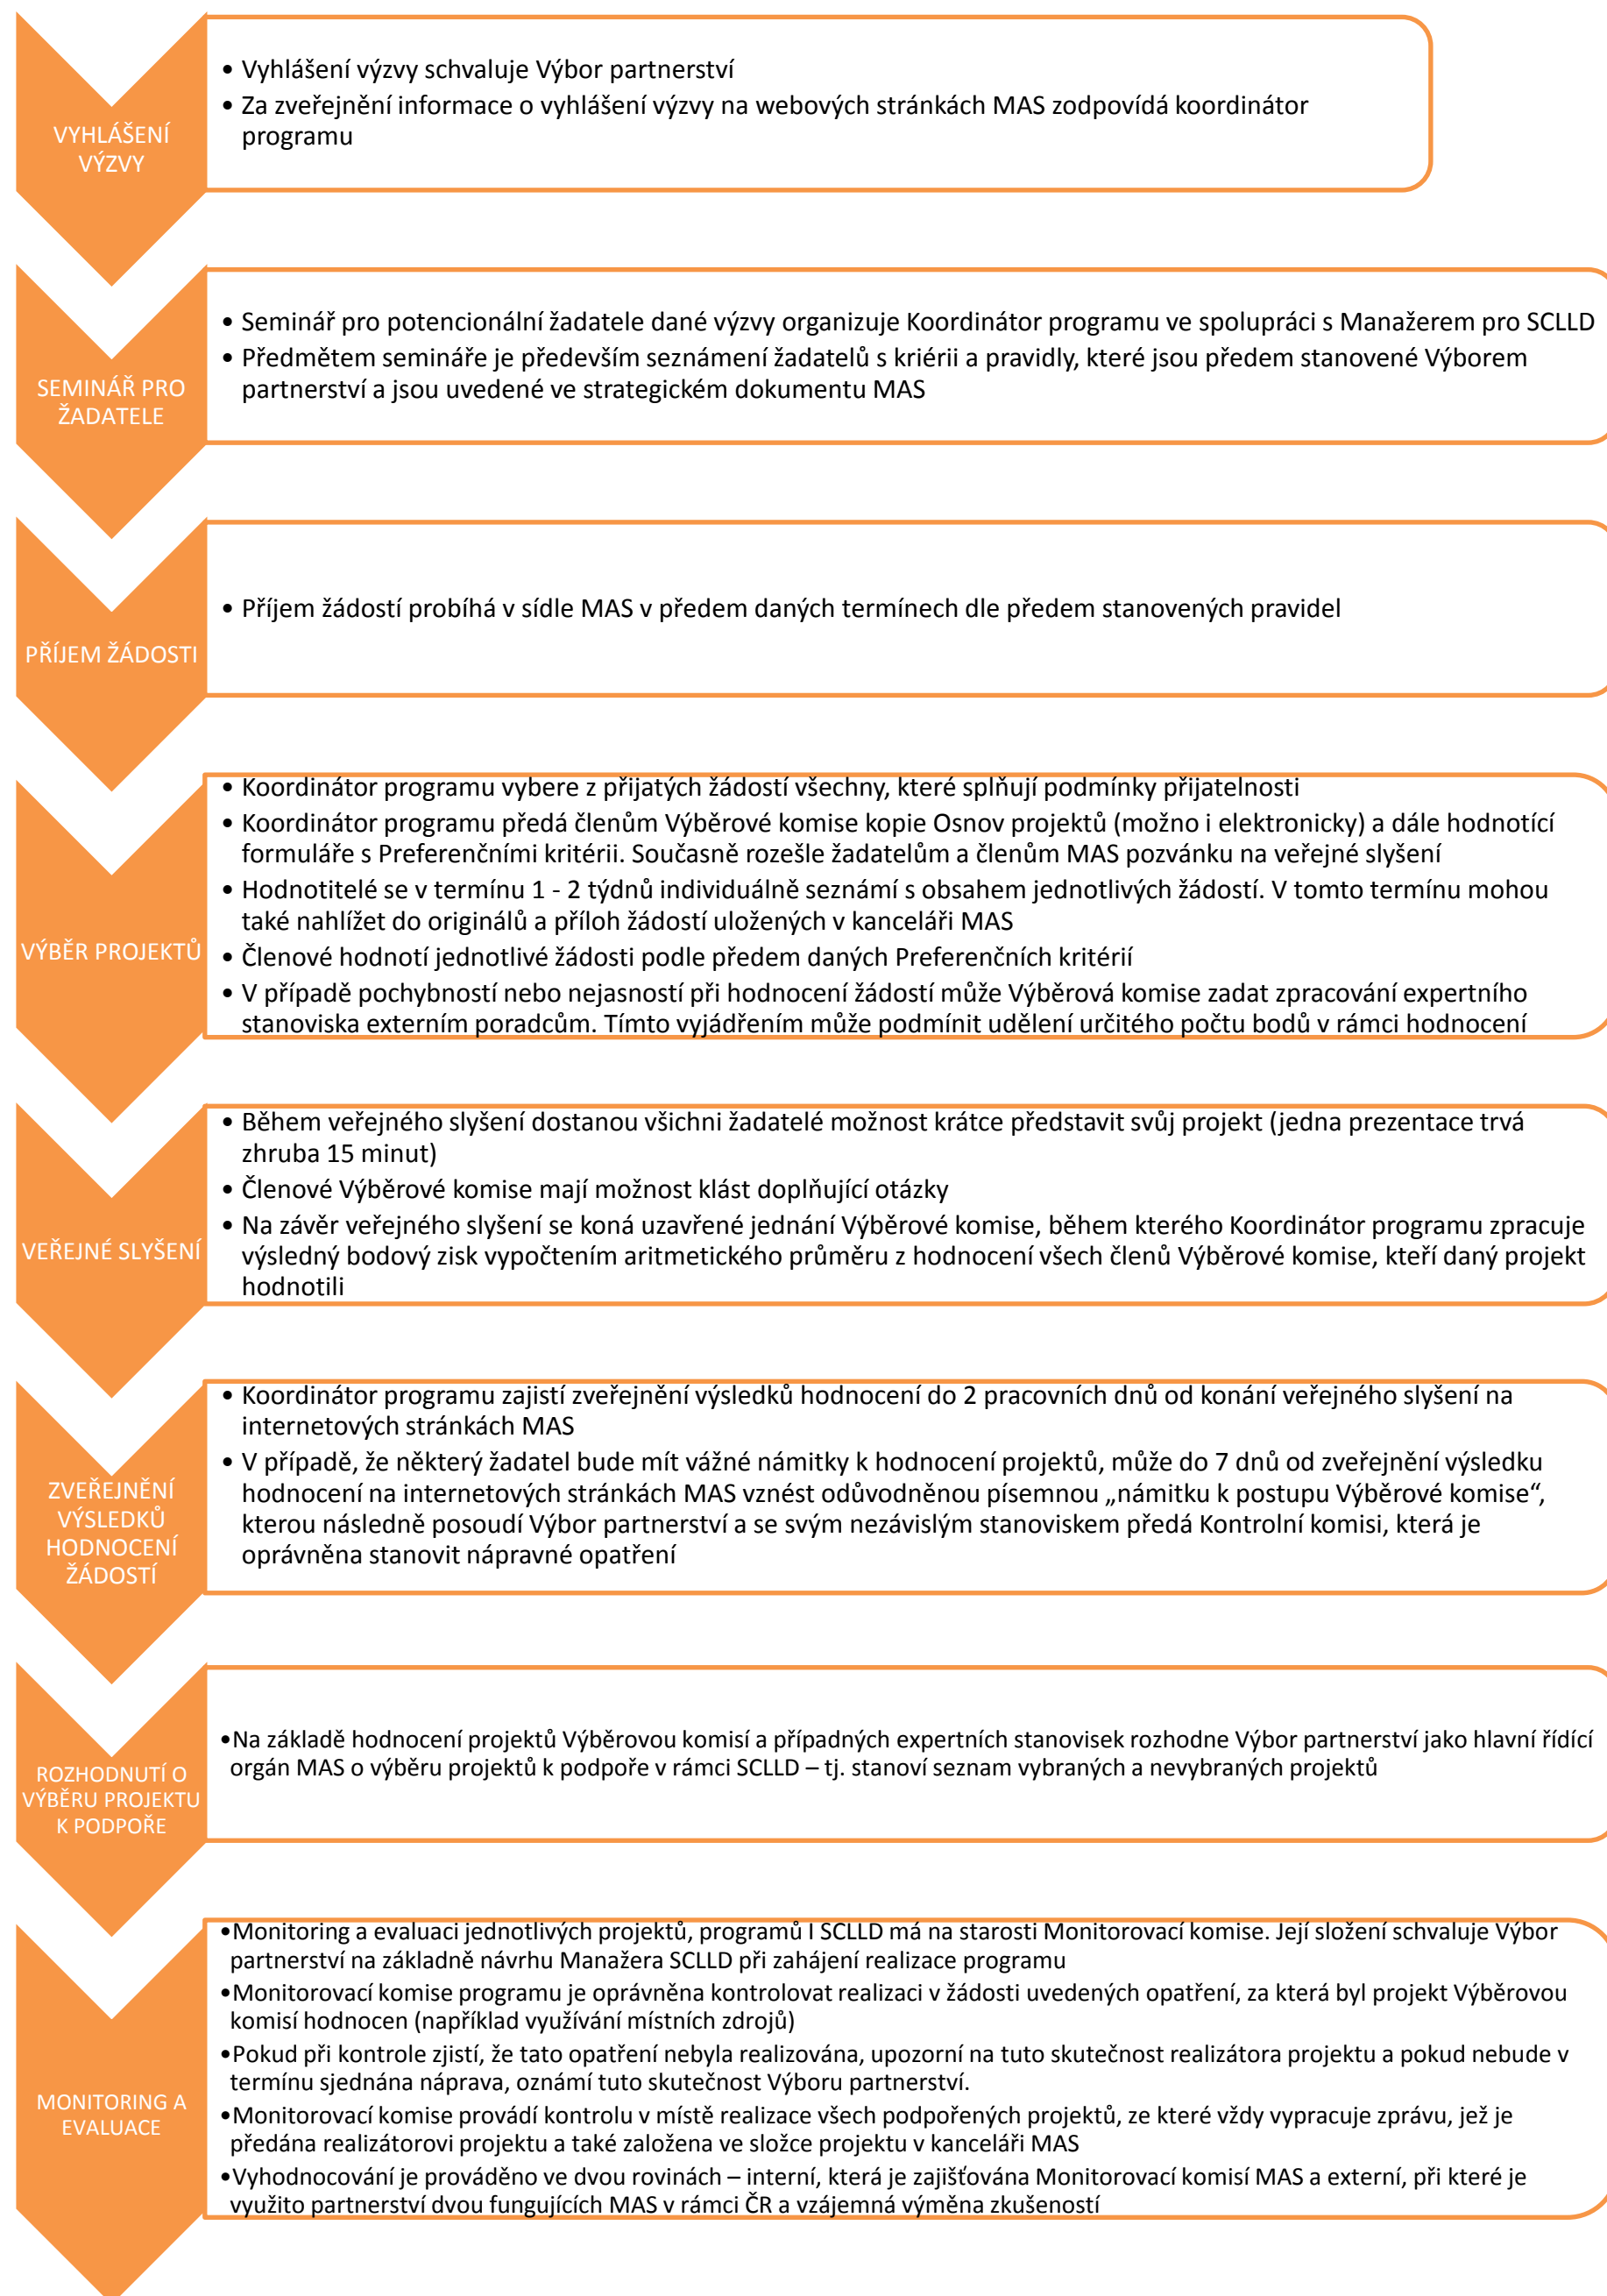 VYHLÁŠENÍ
VÝZVY
• Vyhlášení výzvy schvaluje Výbor partnerství
• Za zveřejnění informace o vyhlášení výzvy na webových stránkách MAS zodpovídá koordinátor
programu
SEMINÁŘ PRO
ŽADATELE
• Seminář pro potencionální žadatele dané výzvy organizuje Koordinátor programu ve spolupráci s Manažerem pro SCLLD
• Předmětem semináře je především seznámení žadatelů s kriérii a pravidly, které jsou předem stanovené Výborem
partnerství a jsou uvedené ve strategickém dokumentu MAS
PŘÍJEM ŽÁDOSTI
• Příjem žádostí probíhá v sídle MAS v předem daných termínech dle předem stanovených pravidel
VÝBĚR PROJEKTŮ
• Koordinátor programu vybere z přijatých žádostí všechny, které splňují podmínky přijatelnosti
• Koordinátor programu předá členům Výběrové komise kopie Osnov projektů (možno i elektronicky) a dále hodnotící
formuláře s Preferenčními kritérii. Současně rozešle žadatelům a členům MAS pozvánku na veřejné slyšení
• Hodnotitelé se v termínu 1 - 2 týdnů individuálně seznámí s obsahem jednotlivých žádostí. V tomto termínu mohou
také nahlížet do originálů a příloh žádostí uložených v kanceláři MAS
• Členové hodnotí jednotlivé žádosti podle předem daných Preferenčních kritérií
• V případě pochybností nebo nejasností při hodnocení žádostí může Výběrová komise zadat zpracování expertního
stanoviska externím poradcům. Tímto vyjádřením může podmínit udělení určitého počtu bodů v rámci hodnocení
VEŘEJNÉ SLYŠENÍ
• Během veřejného slyšení dostanou všichni žadatelé možnost krátce představit svůj projekt (jedna prezentace trvá
zhruba 15 minut)
• Členové Výběrové komise mají možnost klást doplňující otázky
• Na závěr veřejného slyšení se koná uzavřené jednání Výběrové komise, během kterého Koordinátor programu zpracuje
výsledný bodový zisk vypočtením aritmetického průměru z hodnocení všech členů Výběrové komise, kteří daný projekt
hodnotili
ZVEŘEJNĚNÍ
VÝSLEDKŮ
HODNOCENÍ
ŽÁDOSTÍ
• Koordinátor programu zajistí zveřejnění výsledků hodnocení do 2 pracovních dnů od konání veřejného slyšení na
internetových stránkách MAS
• V případě, že některý žadatel bude mít vážné námitky k hodnocení projektů, může do 7 dnů od zveřejnění výsledku
hodnocení na internetových stránkách MAS vznést odůvodněnou písemnou „námitku k postupu Výběrové komise“,
kterou následně posoudí Výbor partnerství a se svým nezávislým stanoviskem předá Kontrolní komisi, která je
oprávněna stanovit nápravné opatření
ROZHODNUTÍ O
VÝBĚRU PROJEKTU
K PODPOŘE
•Na základě hodnocení projektů Výběrovou komisí a případných expertních stanovisek rozhodne Výbor partnerství jako hlavní řídící
orgán MAS o výběru projektů k podpoře v rámci SCLLD – tj. stanoví seznam vybraných a nevybraných projektů
MONITORING A
EVALUACE
•Monitoring a evaluaci jednotlivých projektů, programů I SCLLD má na starosti Monitorovací komise. Její složení schvaluje Výbor
partnerství na základně návrhu Manažera SCLLD při zahájení realizace programu
•Monitorovací komise programu je oprávněna kontrolovat realizaci v žádosti uvedených opatření, za která byl projekt Výběrovou
komisí hodnocen (například využívání místních zdrojů)
•Pokud při kontrole zjistí, že tato opatření nebyla realizována, upozorní na tuto skutečnost realizátora projektu a pokud nebude v
termínu sjednána náprava, oznámí tuto skutečnost Výboru partnerství.
•Monitorovací komise provádí kontrolu v místě realizace všech podpořených projektů, ze které vždy vypracuje zprávu, jež je
předána realizátorovi projektu a také založena ve složce projektu v kanceláři MAS
•Vyhodnocování je prováděno ve dvou rovinách – interní, která je zajišťována Monitorovací komisí MAS a externí, při které je
využito partnerství dvou fungujících MAS v rámci ČR a vzájemná výměna zkušeností